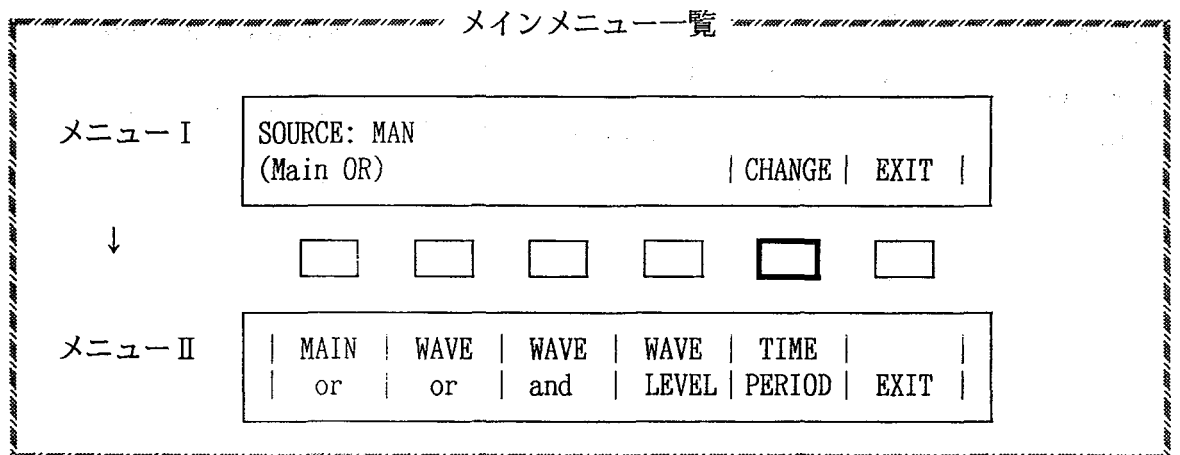 メインメニュー一覧
メニューⅠ
SOURCE: MAN
(Main OR) | CHANGE | EXIT |
↓
メニューⅡ
| MAIN | WAVE | WAVE | WAVE | TIME | |
| or | or | and | LEVEL | PERIOD | EXIT |